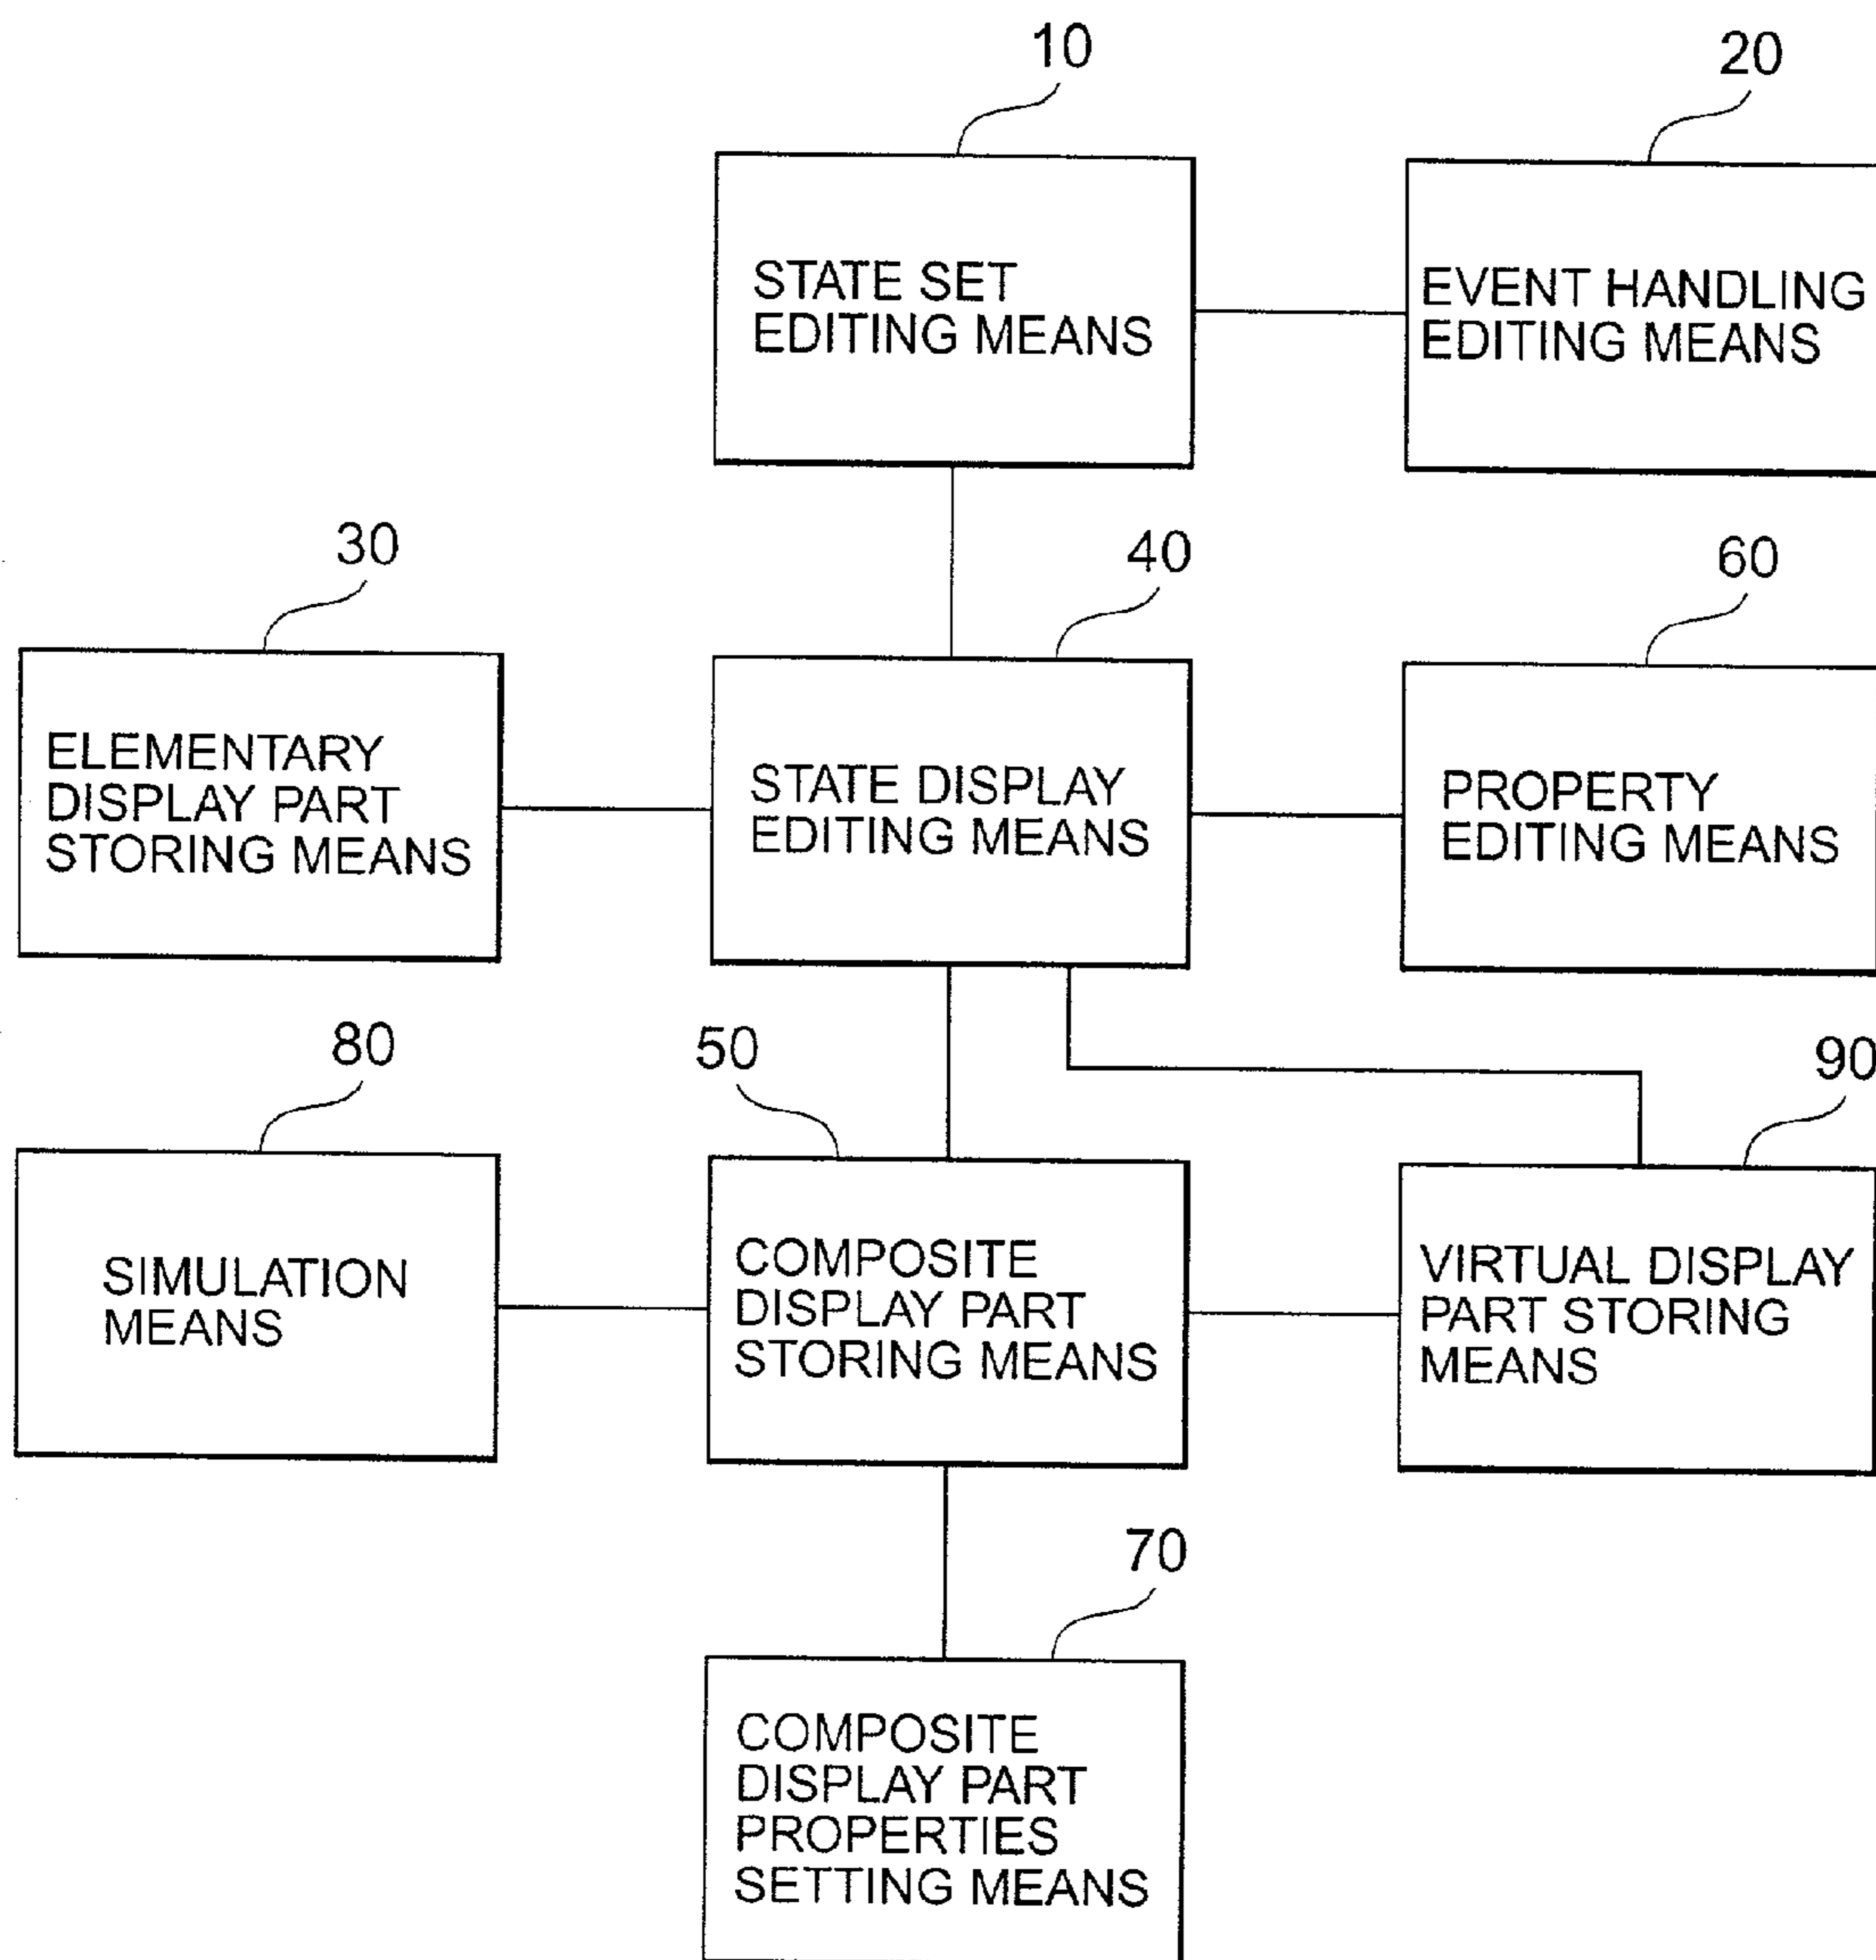 10
20
STATE SET
EDITING MEANS
EVENT HANDLING
EDITING MEANS
30
40
60
ELEMENTARY
DISPLAY PART
STORING MEANS
STATE DISPLAY
EDITING MEANS
PROPERTY
EDITING MEANS
80
50
90
SIMULATION
MEANS
COMPOSITE
DISPLAY PART
STORING MEANS
VIRTUAL DISPLAY
PART STORING
MEANS
70
COMPOSITE
DISPLAY PART
PROPERTIES
SETTING MEANS